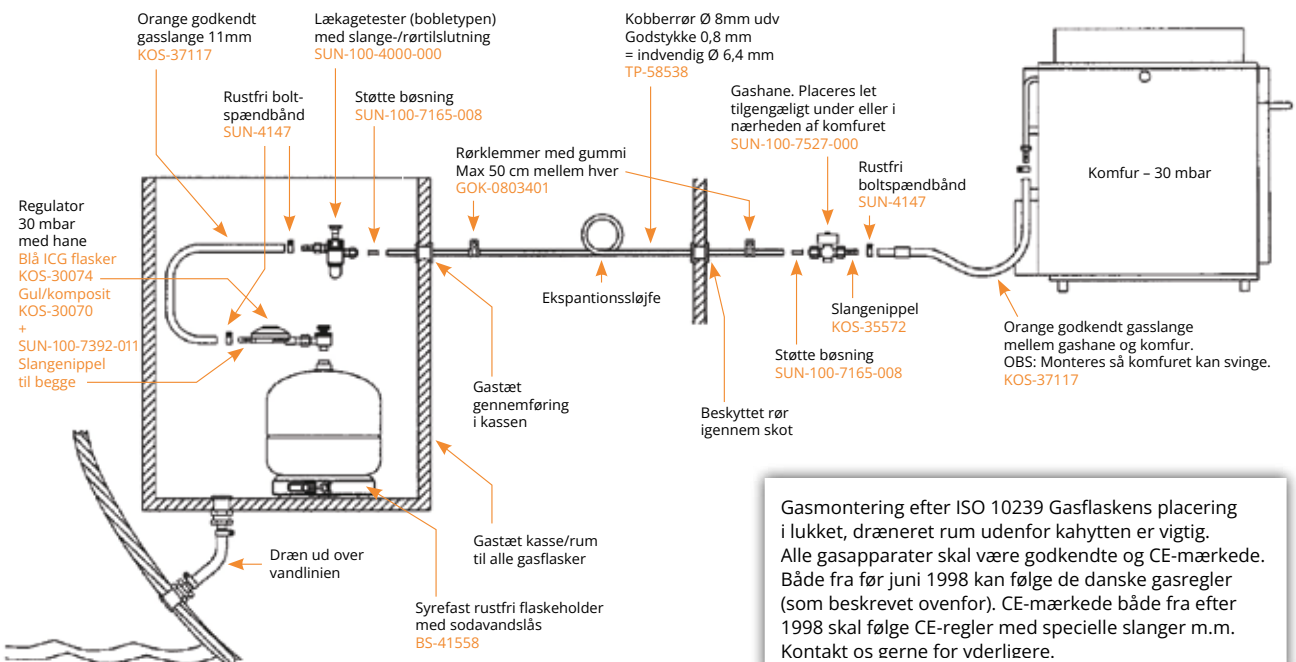 Orange godkendt
gasslange 11mm
KOS-37117
Lækagetester (bobletypen)
med slange-/rørtilslutning
SUN-100-4000-000
Kobberrør Ø 8mm udv
Godstykke 0,8 mm
= indvendig Ø 6,4 mm
TP-58538
Rustfri bolt-
spændbånd
SUN-4147
Støtte bøsning
SUN-100-7165-008
Gashane. Placeres let
tilgengæligt under eller i
nærheden af komfuret
SUN-100-7527-000
Rørklemmer med gummi
Max 50 cm mellem hver
GOK-0803401
Rustfri
boltspændbånd
SUN-4147
Komfur – 30 mbar
Regulator
30 mbar
med hane
Blå ICG flasker
KOS-30074
Gul/komposit
KOS-30070
+
SUN-100-7392-011
Slangenippel
til begge
Ekspantionssløjfe
Slangenippel
KOS-35572
Støtte bøsning
SUN-100-7165-008
Orange godkendt gasslange
mellem gashane og komfur.
OBS: Monteres så komfuret kan svinge.
KOS-37117
Gastæt
gennemføring
i kassen
Beskyttet rør
igennem skot
Gastæt kasse/rum
til alle gasflasker
Dræn ud over
vandlinien
Syrefast rustfri flaskeholder
med sodavandslås
BS-41558
Gasmontering efter ISO 10239 Gasflaskens placering
i lukket, dræneret rum udenfor kahytten er vigtig.
Alle gasapparater skal være godkendte og CE-mærkede.
Både fra før juni 1998 kan følge de danske gasregler
(som beskrevet ovenfor). CE-mærkede både fra efter
1998 skal følge CE-regler med specielle slanger m.m.
Kontakt os gerne for yderligere.